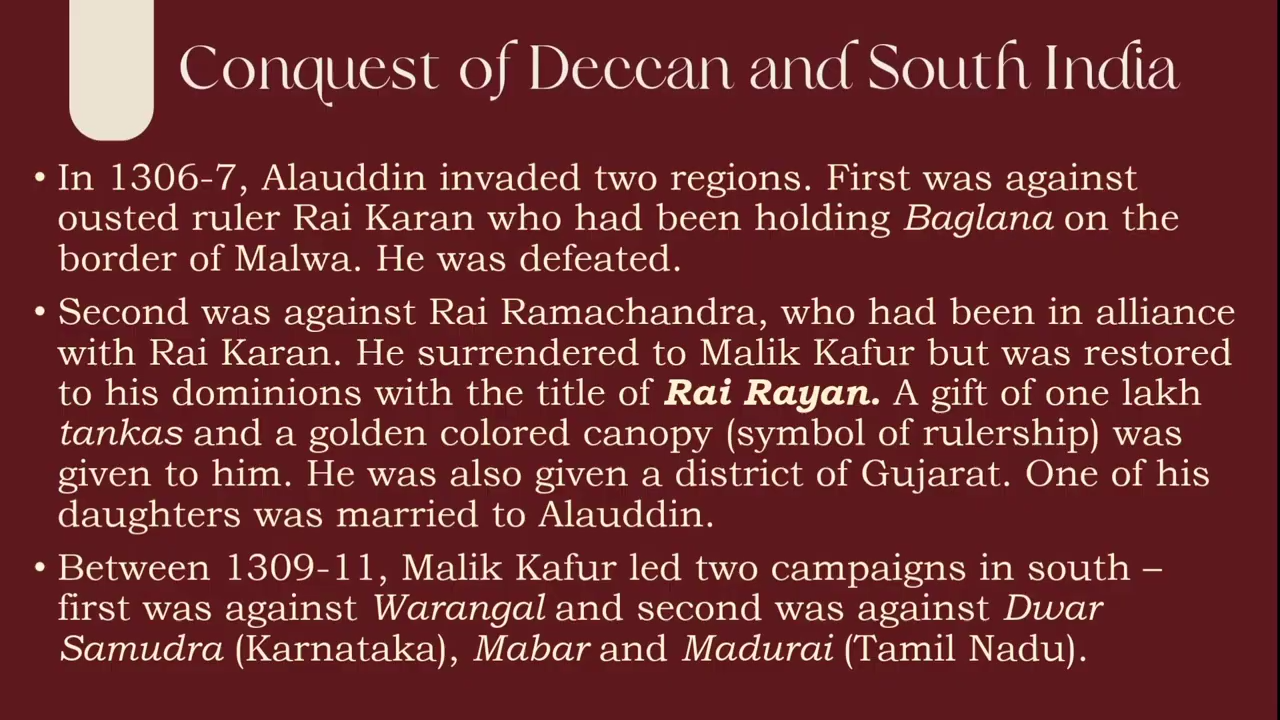 Conquest of Deccan and South India
• In 1306-7, Alauddin invaded two regions. First was against
ousted ruler Rai Karan who had been holding Baglana on the
border of Malwa. He was defeated.
• Second was against Rai Ramachandra, who had been in alliance
with Rai Karan. He surrendered to Malik Kafur but was restored
to his dominions with the title of Rai Rayan. A gift of one lakh
tankas and a golden colored canopy (symbol of rulership) was
given to him. He was also given a district of Gujarat. One of his
daughters was married to Alauddin.
• Between 1309-11, Malik Kafur led two campaigns in south –
first was against Warangal and second was against Dwar
Samudra (Karnataka), Mabar and Madurai (Tamil Nadu).